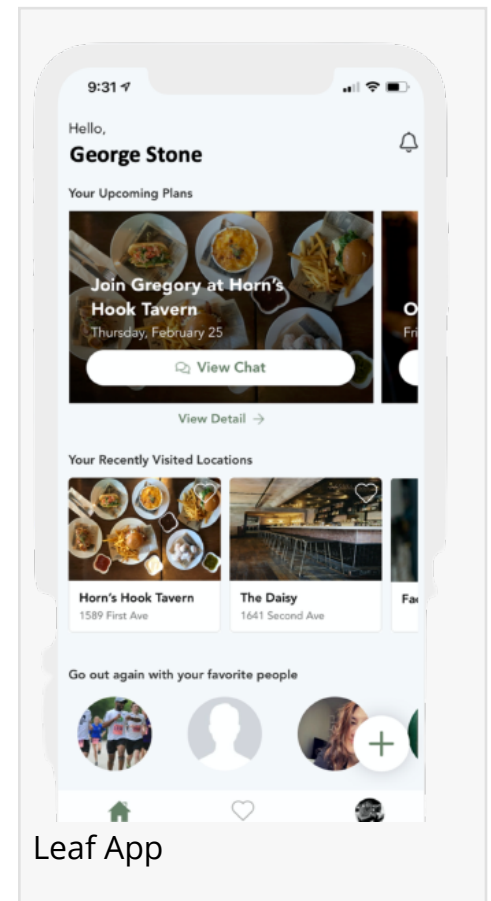 9:31
Hello,
George Stone
Your Upcoming Plans
Join Gregory at Horn's
Hook Tavern
Thursday, February 25
View Chat
O
Fri
View Detail →
Your Recently Visited Locations
Horn's Hook Tavern
1589 First Ave
The Daisy
1641 Second Ave
Fac
Go out again with your favorite people
Leaf App